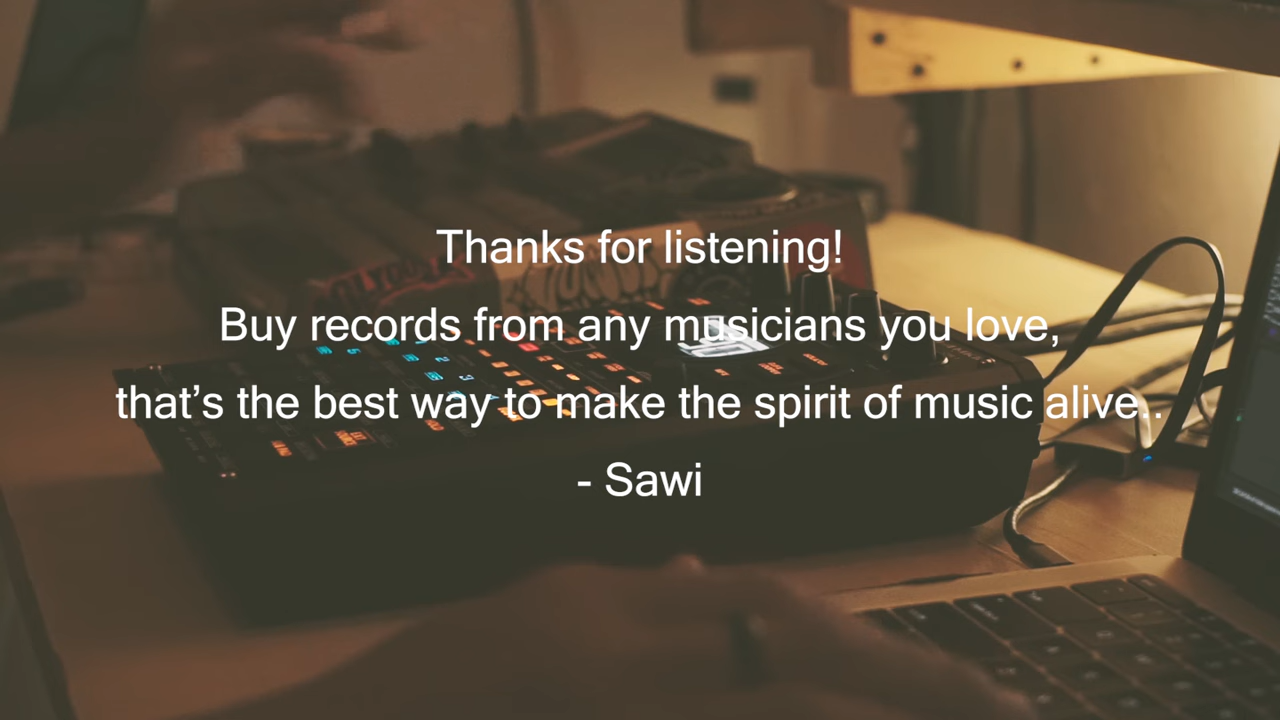 Thanks for listening!
Buy records from any musicians you love,
that’s the best way to make the spirit of music alive..
- Sawi